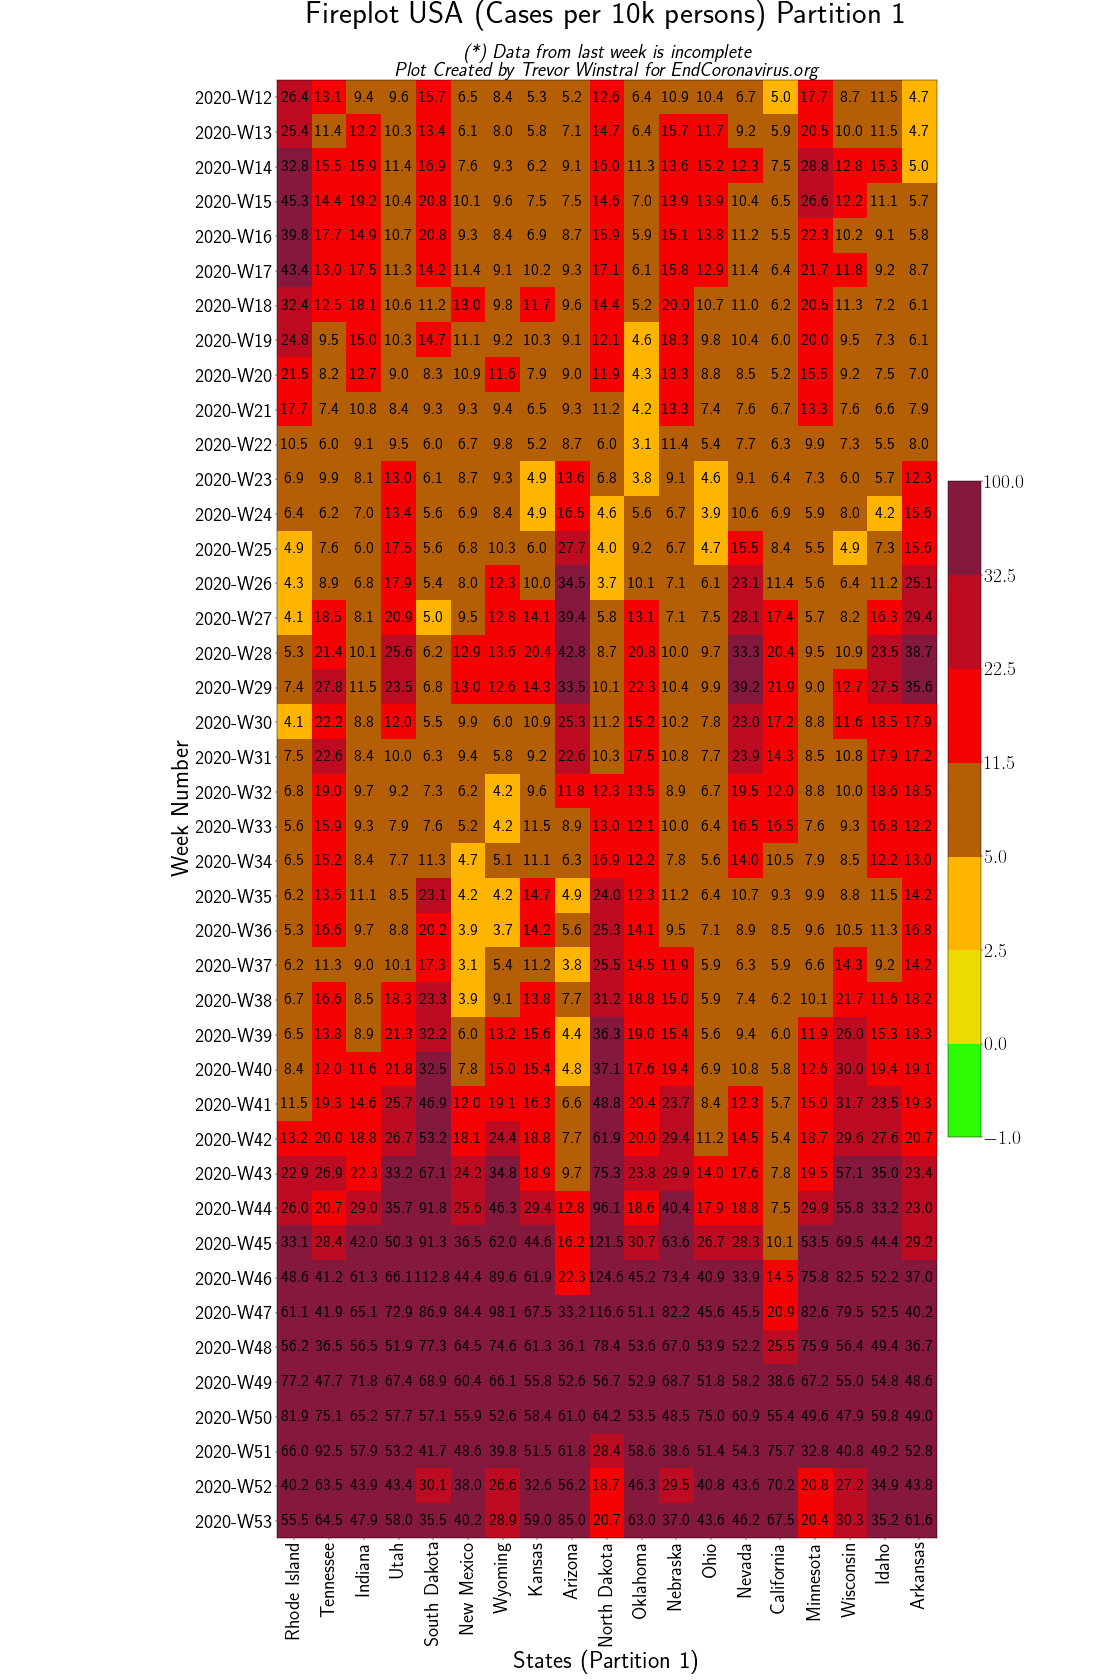 Fireplot USA (Cases per 10k persons) Partition 1
(*) Data from last week is incomplete
Plot Created by Trevor Winstral for EndCoronavirus.org
2020-W12 26.4 13.1 9.4 9.6 15.7 6.5 8.4 5.3 5.2 12.6 6.4 10.9 10.4 6.7 5.0 17.7 8.7 11.5 4.7
2020-W13 25.4 11.4 12.2 10.3 13.4 6.1 8.0 5.8 7.1 14.7 6.4 15.7 11.7 9.2 5.9 20.5 10.0 11.5 4.7
2020-W14 32.8 15.5 15.9 11.4 16.9 7.6 9.3 6.2 9.1 16.0 11.3 13.6 15.2 12.3 7.5 28.8 12.8 15.3 5.0
2020-W15 45.3 14.4 19.2 10.4 20.8 10.1 9.6 7.5 7.5 14.6 7.0 13.9 13.9 10.4 6.5 26.6 12.2 11.1 5.7
2020-W16 39.8 17.7 14.9 10.7 20.8 9.3 8.4 6.9 8.7 15.9 5.9 15.1 13.8 11.2 5.5 22.3 10.2 9.1 5.8
2020-W17 43.4 13.0 17.5 11.3 14.2 11.4 9.1 10.2 9.3 17.1 6.1 15.8 12.9 11.4 6.4 21.7 11.8 9.2 8.7
2020-W18 32.4 12.5 18.1 10.6 11.2 13.0 9.8 11.7 9.6 14.4 5.2 20.0 10.7 11.0 6.2 20.5 11.3 7.2 6.1
2020-W19 24.8 9.5 15.0 10.3 14.7 11.1 9.2 10.3 9.1 12.1 4.6 18.3 9.8 10.4 6.0 20.0 9.5 7.3 6.1
2020-W20 21.5 8.2 12.7 9.0 8.3 10.9 11.6 7.9 9.0 11.9 4.3 13.3 8.8 8.5 5.2 15.5 9.2 7.5 7.0
2020-W21 17.7 7.4 10.8 8.4 9.3 9.3 9.4 6.5 9.3 11.2 4.2 13.3 7.4 7.6 6.7 13.3 7.6 6.6 7.9
2020-W22 10.5 6.0 9.1 9.5 6.0 6.7 9.8 5.2 8.7 6.0 3.1 11.4 5.4 7.7 6.3 9.9 7.3 5.5 8.0
2020-W23 6.9 9.9 8.1 13.0 6.1 8.7 9.3 4.9 13.6 6.8 3.8 9.1 4.6 9.1 6.4 7.3 6.0 5.7 12.3
2020-W24 6.4 6.2 7.0 13.4 5.6 6.9 8.4 4.9 16.5 4.6 5.6 6.7 3.9 10.6 6.9 5.9 8.0 4.2 15.6
2020-W25 4.9 7.6 6.0 17.5 5.6 6.8 10.3 6.0 27.7 4.0 9.2 6.7 4.7 15.5 8.4 5.5 4.9 7.3 15.6
2020-W26 4.3 8.9 6.8 17.9 5.4 8.0 12.3 10.0 34.5 3.7 10.1 7.1 6.1 23.1 11.4 5.6 6.4 11.2 25.1
2020-W27 4.1 18.5 8.1 20.9 5.0 9.5 12.8 14.1 39.4 5.8 13.1 7.1 7.5 28.1 17.4 5.7 8.2 16.3 29.4
2020-W28 5.3 21.4 10.1 25.6 6.2 12.9 13.6 20.4 42.8 8.7 20.8 10.0 9.7 33.3 20.4 9.5 10.9 23.5 38.7
2020-W29 7.4 27.8 11.5 23.5 6.8 13.0 12.6 14.3 33.5 10.1 22.3 10.4 9.9 39.2 21.9 9.0 12.7 27.5 35.6
2020-W30 4.1 22.2 8.8 12.0 5.5 9.9 6.0 10.9 25.3 11.2 15.2 10.2 7.8 23.0 17.2 8.8 11.6 18.5 17.9
2020-W31 7.5 22.6 8.4 10.0 6.3 9.4 5.8 9.2 22.6 10.3 17.5 10.8 7.7 23.9 14.3 8.5 10.8 17.9 17.2
2020-W32 6.8 19.0 9.7 9.2 7.3 6.2 4.2 9.6 11.8 12.3 13.5 8.9 6.7 19.5 12.0 8.8 10.0 18.6 18.5
2020-W33 5.6 15.9 9.3 7.9 7.6 5.2 4.2 11.5 8.9 13.0 12.1 10.0 6.4 16.5 16.5 7.6 9.3 16.8 12.2
2020-W34 6.5 15.2 8.4 7.7 11.3 4.7 5.1 11.1 6.3 16.9 12.2 7.8 5.6 14.0 10.5 7.9 8.5 12.2 13.0
2020-W35 6.2 13.5 11.1 8.5 23.1 4.2 4.2 14.7 4.9 24.0 12.3 11.2 6.4 10.7 9.3 9.9 8.8 11.5 14.2
2020-W36 5.3 16.6 9.7 8.8 20.2 3.9 3.7 14.2 5.6 25.3 14.1 9.5 7.1 8.9 8.5 9.6 10.5 11.3 16.8
2020-W37 6.2 11.3 9.0 10.1 17.3 3.1 5.4 11.2 3.8 25.5 14.5 11.9 5.9 6.3 5.9 6.6 14.3 9.2 14.2
2020-W38 6.7 16.6 8.5 18.3 23.3 3.9 9.1 13.8 7.7 31.2 18.8 15.0 5.9 7.4 6.2 10.1 21.7 11.6 18.2
2020-W39 6.5 13.8 8.9 21.3 32.2 6.0 13.2 15.6 4.4 36.3 19.0 15.4 5.6 9.4 6.0 11.9 26.0 15.3 18.3
2020-W40 8.4 12.0 11.6 21.8 32.5 7.8 15.0 15.4 4.8 37.1 17.6 19.4 6.9 10.8 5.8 12.6 30.0 19.4 19.1
2020-W41 11.5 19.3 14.6 25.7 46.9 12.0 19.1 16.3 6.6 48.8 20.4 23.7 8.4 12.3 5.7 15.0 31.7 23.5 19.3
2020-W42 13.2 20.0 18.8 26.7 53.2 18.1 24.4 18.8 7.7 61.9 20.0 29.4 11.2 14.5 5.4 18.7 29.6 27.6 20.7
2020-W43 22.9 26.9 22.3 33.2 67.1 24.2 34.8 18.9 9.7 75.3 23.8 29.9 14.0 17.6 7.8 19.5 57.1 35.0 23.4
2020-W44 26.0 20.7 29.0 35.7 91.8 25.6 46.3 29.4 12.8 96.1 18.6 40.4 17.9 18.8 7.5 29.9 55.8 33.2 23.0
2020-W45 33.1 28.4 42.0 50.3 91.3 36.5 62.0 44.6 16.2 121.5 30.7 63.6 26.7 28.3 10.1 53.5 69.5 44.4 29.2
2020-W46 48.6 41.2 61.3 66.1 112.8 44.4 89.6 61.9 22.3 124.6 45.2 73.4 40.9 33.9 14.5 75.8 82.5 52.2 37.0
2020-W47 61.1 41.9 65.1 72.9 86.9 84.4 98.1 67.5 33.2 116.6 51.1 82.2 45.6 45.5 20.9 82.6 79.5 52.5 40.2
2020-W48 56.2 36.5 56.5 51.9 77.3 64.5 74.6 61.3 36.1 78.4 53.6 67.0 53.9 52.2 25.5 75.9 56.4 49.4 36.7
2020-W49 77.2 47.7 71.8 67.4 68.9 60.4 66.1 55.8 52.6 56.7 52.9 68.7 51.8 58.2 38.6 67.2 55.0 54.8 48.6
2020-W50 81.9 75.1 65.2 57.7 57.1 55.9 52.6 58.4 61.0 64.2 53.5 48.5 75.0 60.9 55.4 49.6 47.9 59.8 49.0
2020-W51 66.0 92.5 57.9 53.2 41.7 48.6 39.8 51.5 61.8 28.4 58.6 38.6 51.4 54.3 75.7 32.8 40.8 49.2 52.8
2020-W52 40.2 63.5 43.9 43.4 30.1 38.0 26.6 32.6 56.2 18.7 46.3 29.5 40.8 43.6 70.2 20.8 27.2 34.9 43.8
2020-W53 55.5 64.5 47.9 58.0 35.5 40.2 28.9 59.0 85.0 20.7 63.0 37.0 43.6 46.2 67.5 20.4 30.3 35.2 61.6
Week Number
Rhode Island
Tennessee
Indiana
Utah
South Dakota
New Mexico
Wyoming
Kansas
Arizona
North Dakota
Oklahoma
Nebraska
Ohio
Nevada
California
Minnesota
Wisconsin
Idaho
Arkansas
States (Partition 1)
100.0
32.5
22.5
11.5
5.0
2.5
0.0
−1.0